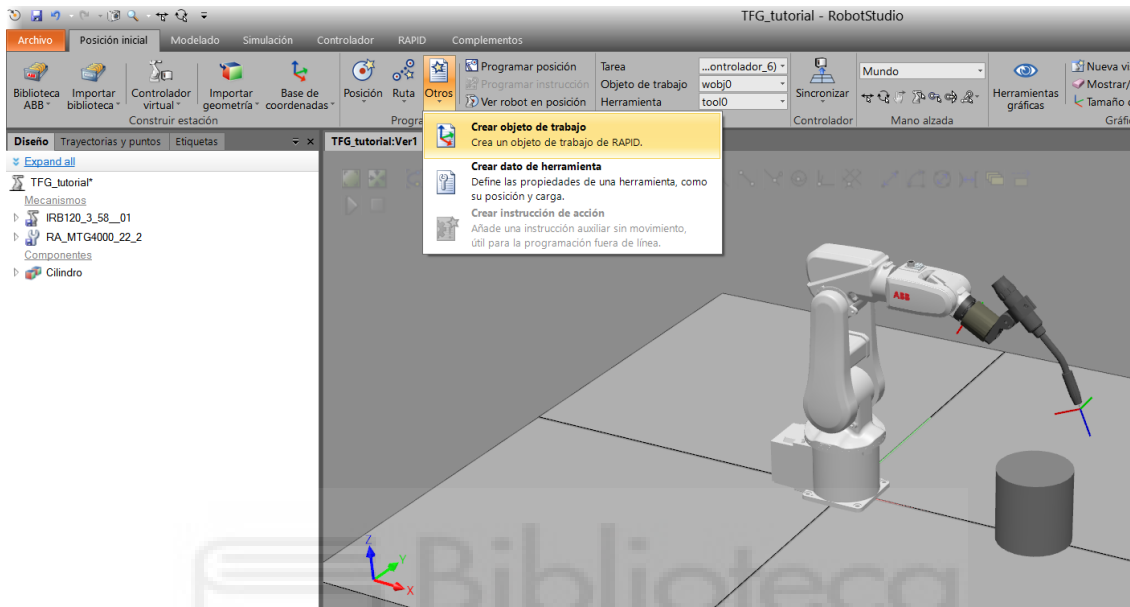 TFG_tutorial - RobotStudio
Archivo Posición inicial Modelado Simulación Controlador RAPID Complementos
Biblioteca ABB
Importar biblioteca
Controlador virtual
Importar geometría
Base de coordenadas
Construir estación
Posición
Ruta
Otros
Programar posición
Programar instrucción
Ver robot en posición
Progra
Tarea ...ontrolador_6)
Objeto de trabajo wobj0
Herramienta tool0
Sincronizar
Controlador
Mundo
Mano alzada
Herramientas gráficas
Nueva vi
Mostrar/
Tamaño
Gráfi
Diseño Trayectorias y puntos Etiquetas
TFG_tutorial:Ver1
Expand all
TFG_tutorial*
Mecanismos
IRB120_3_58__01
RA_MTG4000_22_2
Componentes
Cilindro
Crear objeto de trabajo
Crea un objeto de trabajo de RAPID.
Crear dato de herramienta
Define las propiedades de una herramienta, como
su posición y carga.
Crear instrucción de acción
Añade una instrucción auxiliar sin movimiento,
útil para la programación fuera de línea.
ABB
Z
Y
X
Biblioteca